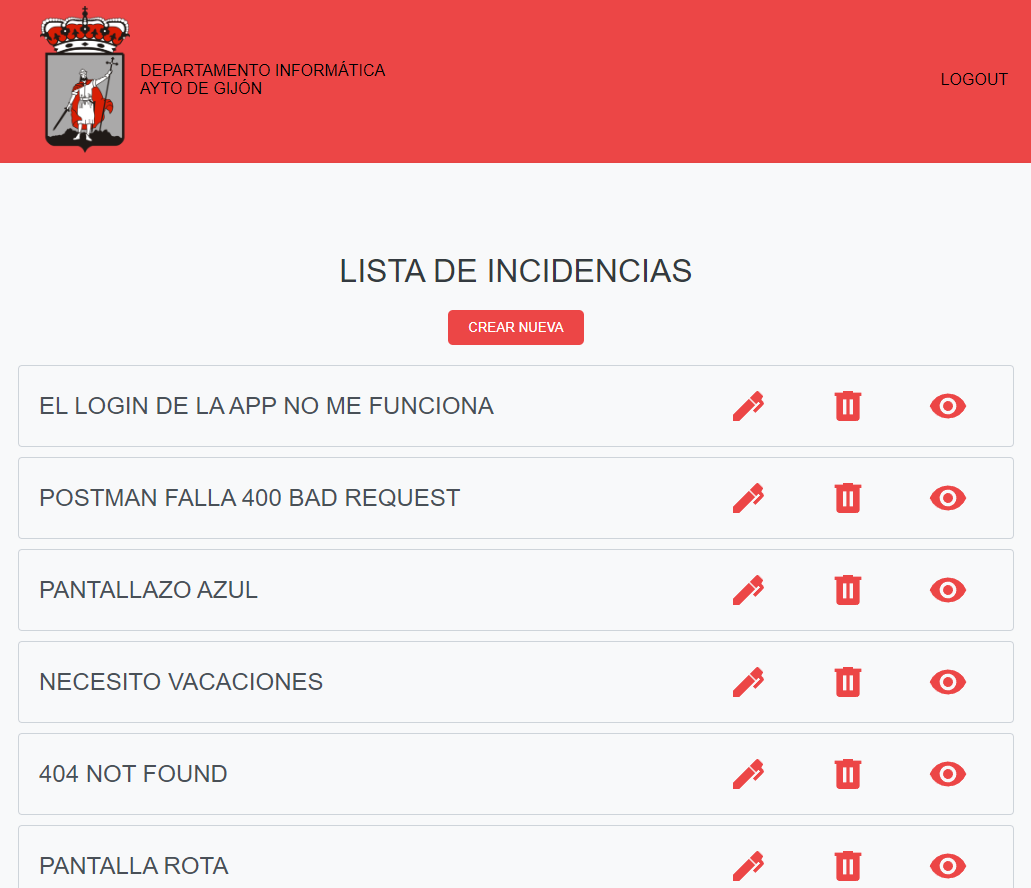 DEPARTAMENTO INFORMÁTICA
AYTO DE GIJÓN
LOGOUT
LISTA DE INCIDENCIAS
CREAR NUEVA
EL LOGIN DE LA APP NO ME FUNCIONA
POSTMAN FALLA 400 BAD REQUEST
PANTALLAZO AZUL
NECESITO VACACIONES
404 NOT FOUND
PANTALLA ROTA